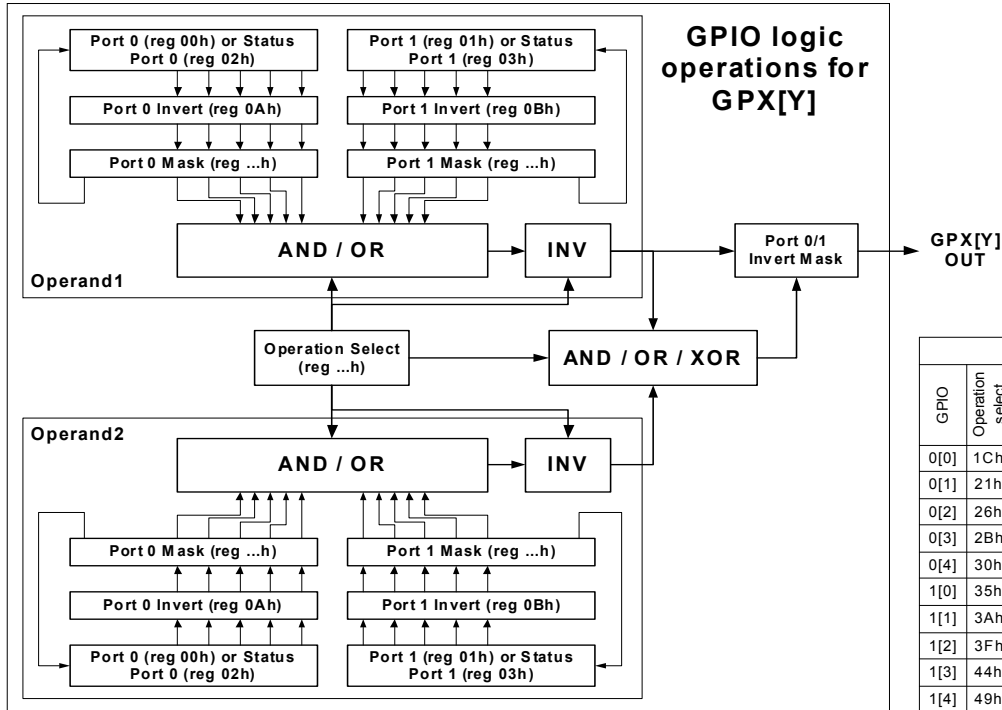 GPIO logic
operations for
GPX[Y]
Port 0 (reg 00h) or Status
Port 0 (reg 02h)
Port 1 (reg 01h) or Status
Port 1 (reg 03h)
Port 0 Invert (reg 0Ah)
Port 1 Invert (reg 0Bh)
Port 0 Mask (reg ...h)
Port 1 Mask (reg ...h)
AND / OR
INV
Operand1
Port 0/1
Invert Mask
GPX[Y]
OUT
Operation Select
(reg ...h)
AND / OR / XOR
Operand2
AND / OR
INV
Port 0 Mask (reg ...h)
Port 1 Mask (reg ...h)
Port 0 Invert (reg 0Ah)
Port 1 Invert (reg 0Bh)
Port 0 (reg 00h) or Status
Port 0 (reg 02h)
Port 1 (reg 01h) or Status
Port 1 (reg 03h)
GPIO
Operation
select
0[0] 1Ch
0[1] 21h
0[2] 26h
0[3] 2Bh
0[4] 30h
1[0] 35h
1[1] 3Ah
1[2] 3Fh
1[3] 44h
1[4] 49h